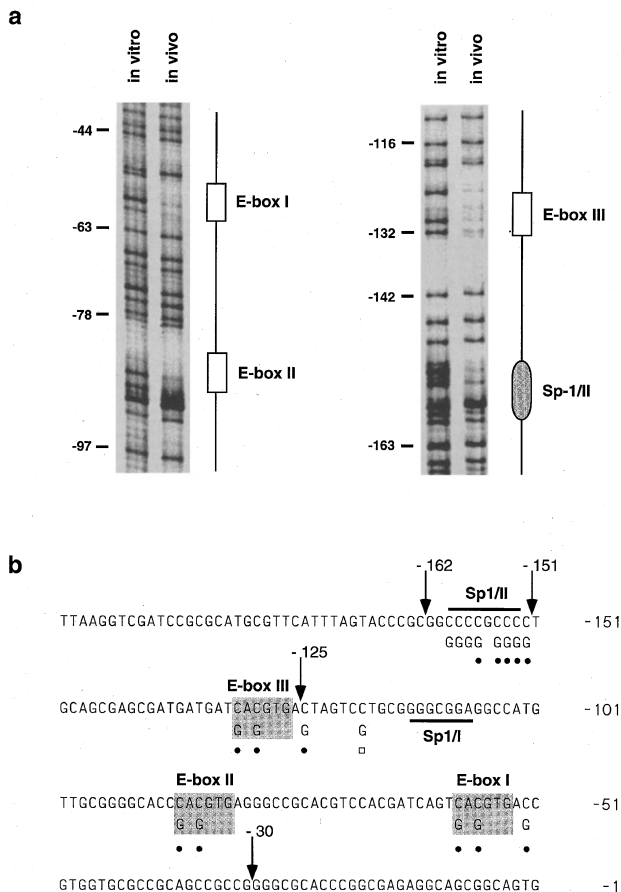 a
in vitro
in vivo
-44
E-box I
-63
-78
E-box II
-97
in vitro
in vivo
-116
E-box III
-132
-142
Sp-1/II
-163
b
-162
-151
Sp1/II
TTAAGGTCGATCCGCGCATGCGTTCATTTAGTACCCGCGGCCCCGCCCCT -151
GGGG GGGG
-125
E-box III
GCAGCGAGCGATGATGATCACGTGACTAGTCCTGCGGGGCGGAGGCCATG -101
G G G G
Sp1/I
E-box II
E-box I
TTGCGGGGCACCCACGTGAGGGCCGCACGTCCACGATCAGTCACGTGACC -51
G G G G G
-30
GTGGTGCGCCGCAGCCGCCGGGGCGCACCCGGCGAGAGGCAGCGGCAGTG -1